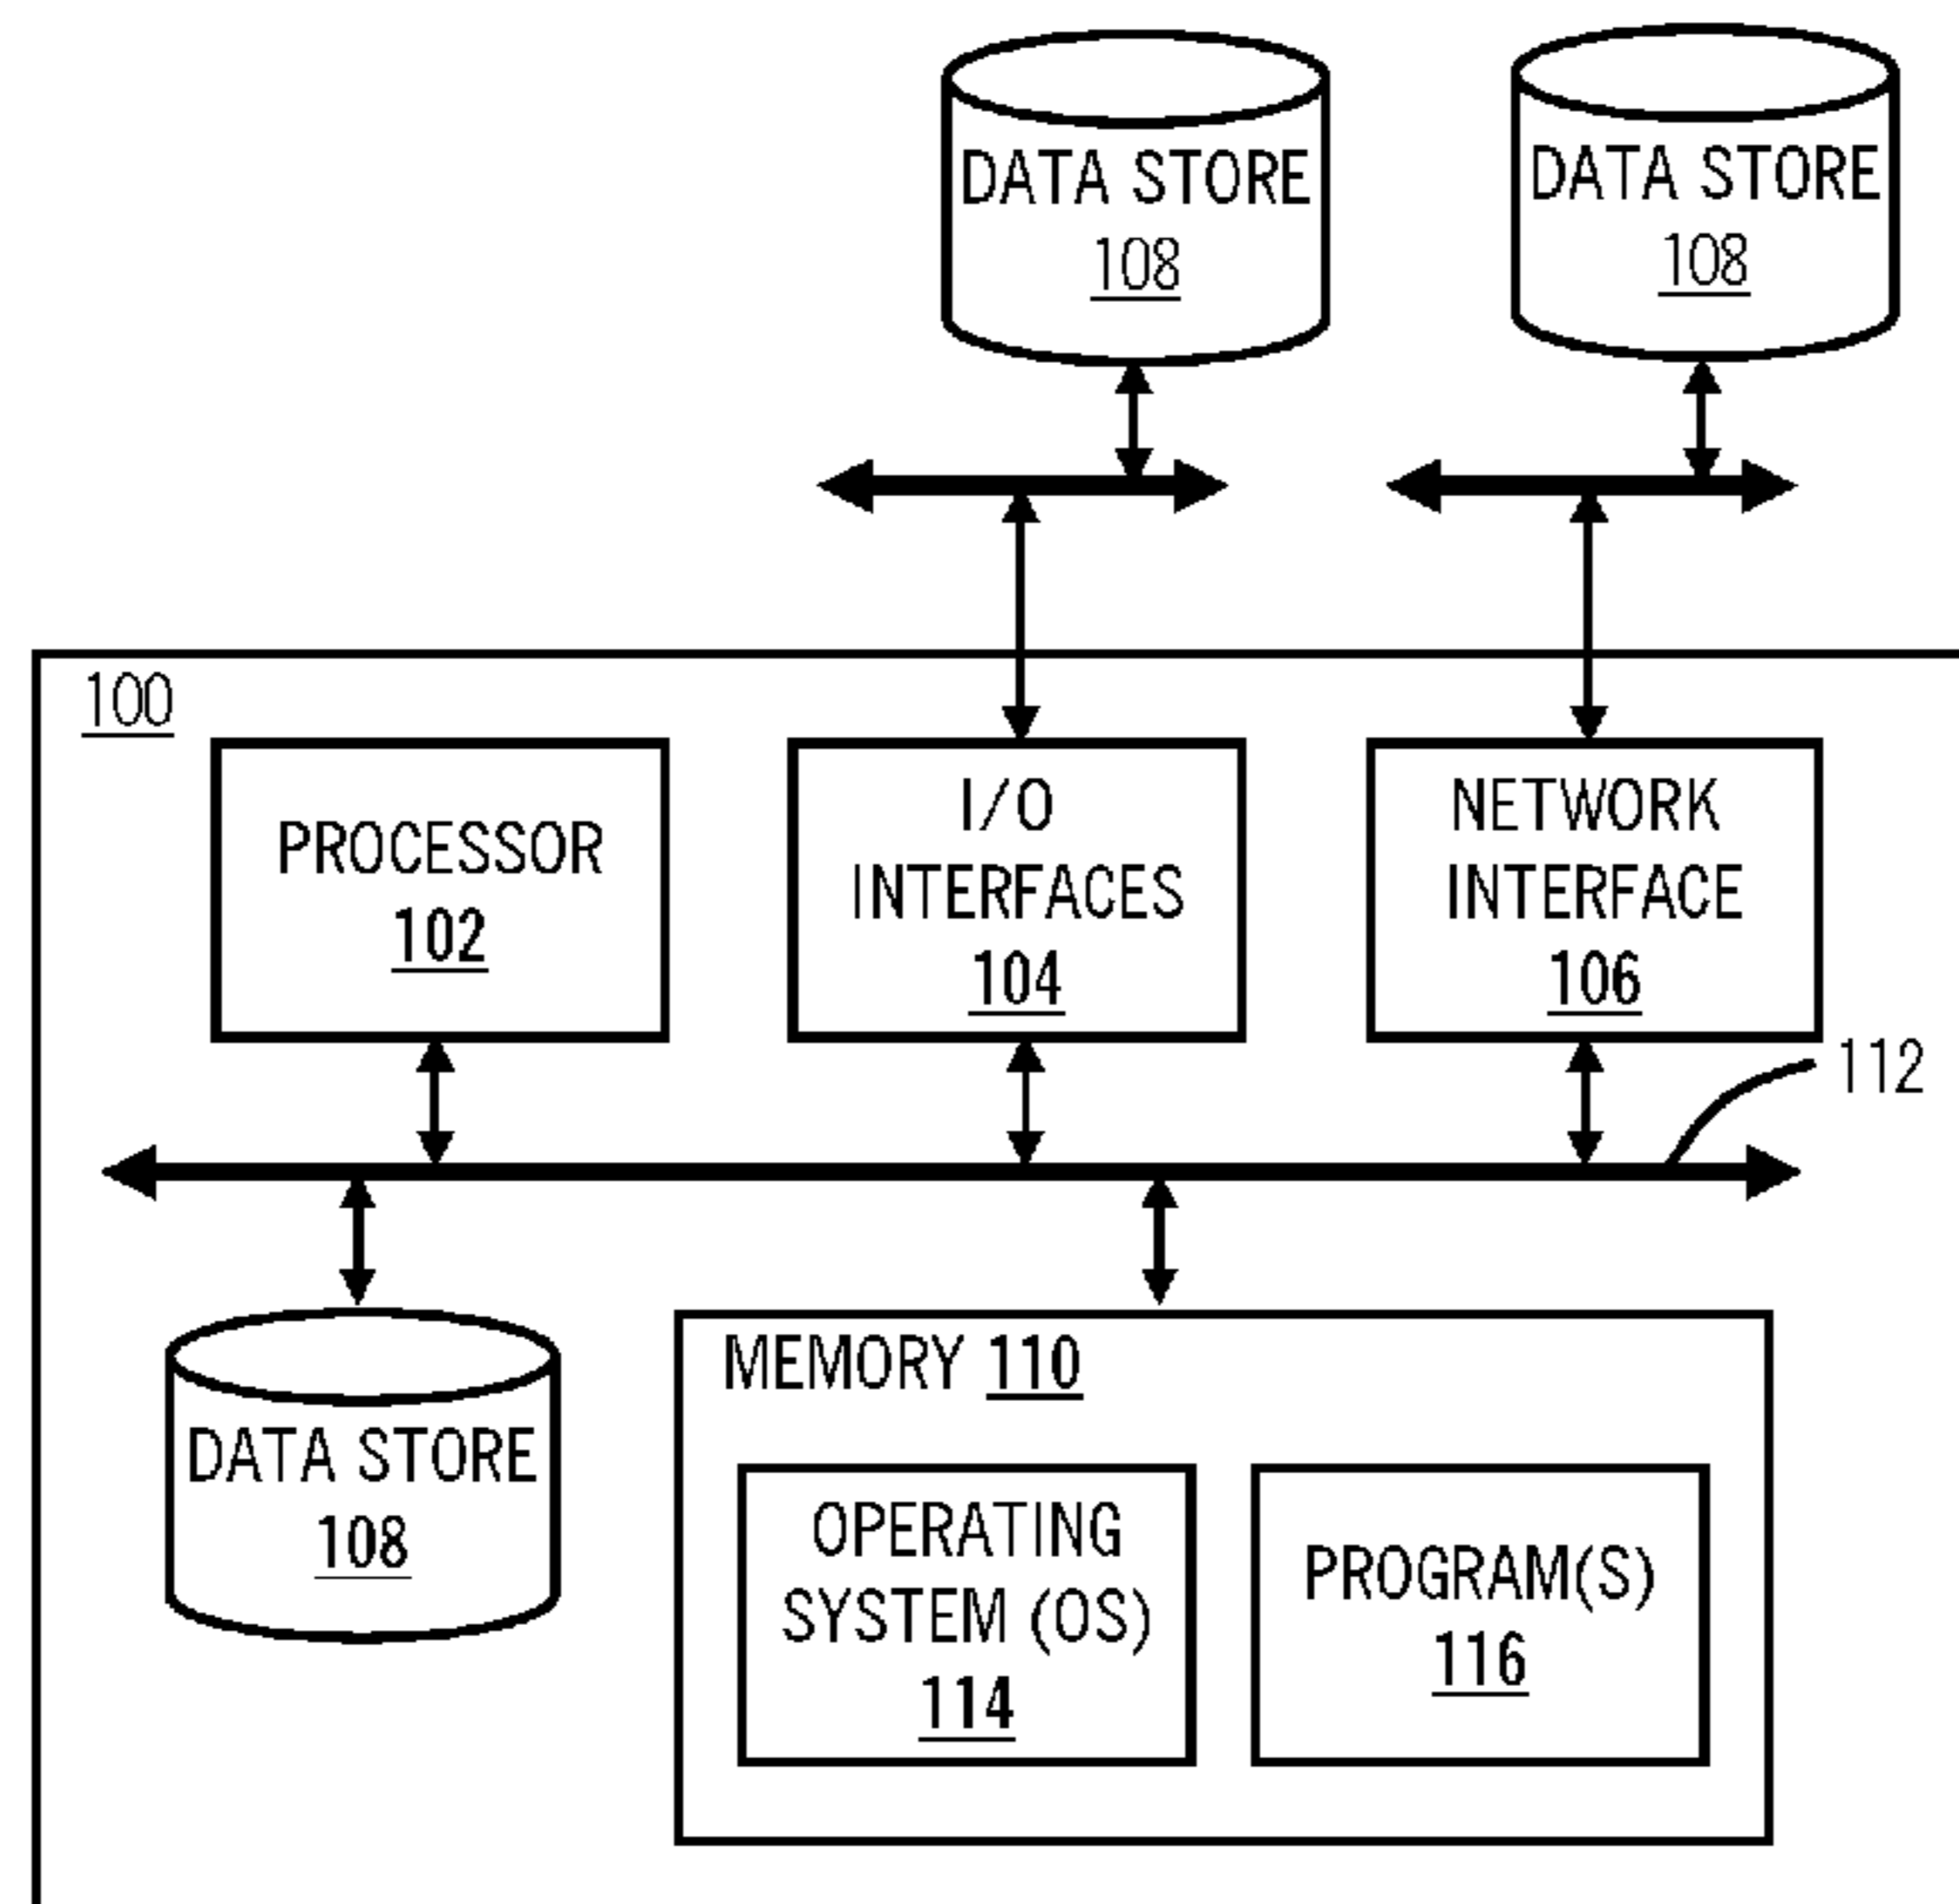 DATA STORE
108
DATA STORE
108
100
PROCESSOR
102
I/O
INTERFACES
104
NETWORK
INTERFACE
106
112
DATA STORE
108
MEMORY 110
OPERATING
SYSTEM (OS)
114
PROGRAM(S)
116